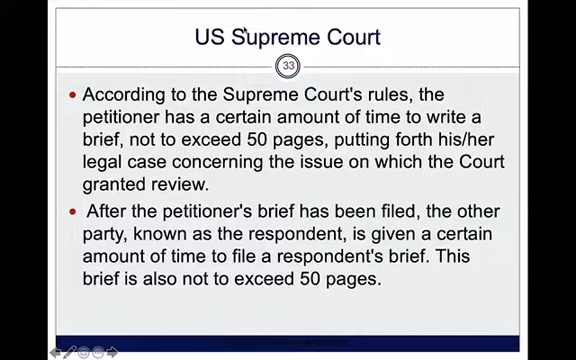 US Supreme Court
33
• According to the Supreme Court's rules, the
petitioner has a certain amount of time to write a
brief, not to exceed 50 pages, putting forth his/her
legal case concerning the issue on which the Court
granted review.
• After the petitioner's brief has been filed, the other
party, known as the respondent, is given a certain
amount of time to file a respondent's brief. This
brief is also not to exceed 50 pages.